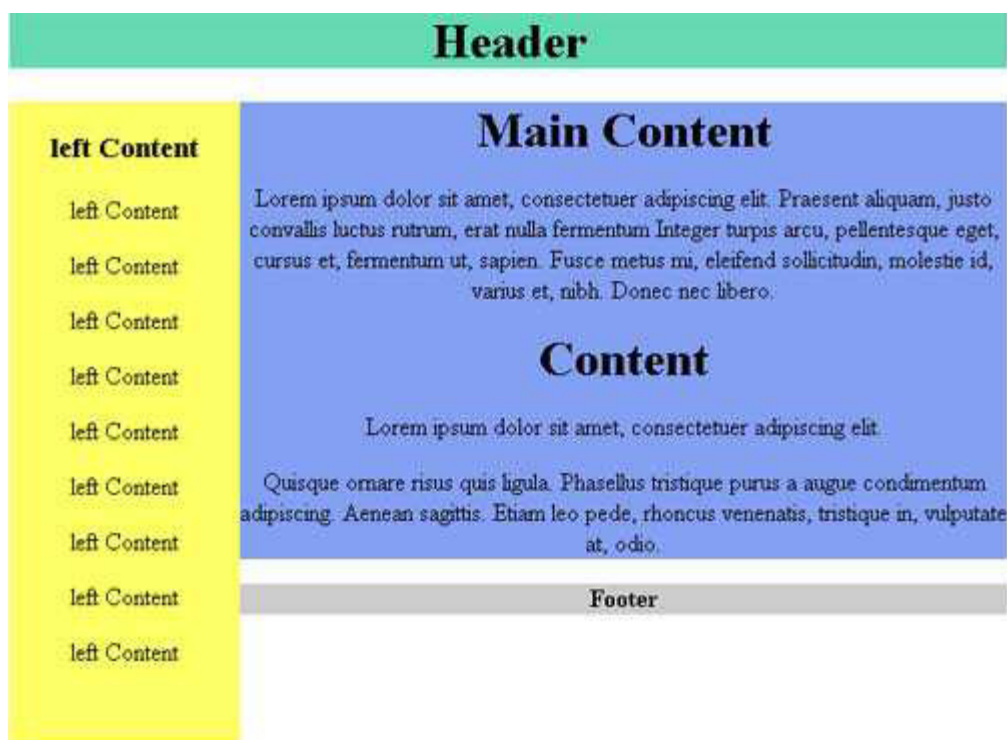 Header
left Content
left Content
left Content
left Content
left Content
left Content
left Content
left Content
left Content
left Content
Main Content
Lorem ipsum dolor sit amet, consectetuer adipiscing elit. Praesent aliquam, justo
convallis luctus rutrum, erat nulla fermentum Integer turpis arcu, pellentesque eget,
cursus et, fermentum ut, sapien. Fusce metus mi, eleifend sollicitudin, molestie id,
varius et, nibh. Donec nec libero.
Content
Lorem ipsum dolor sit amet, consectetuer adipiscing elit.
Quisque ornare risus quis ligula. Phasellus tristique purus a augue condimentum
adipiscing. Aenean sagittis. Etiam leo pede, rhoncus venenatis, tristique in, vulputate
at, odio.
Footer